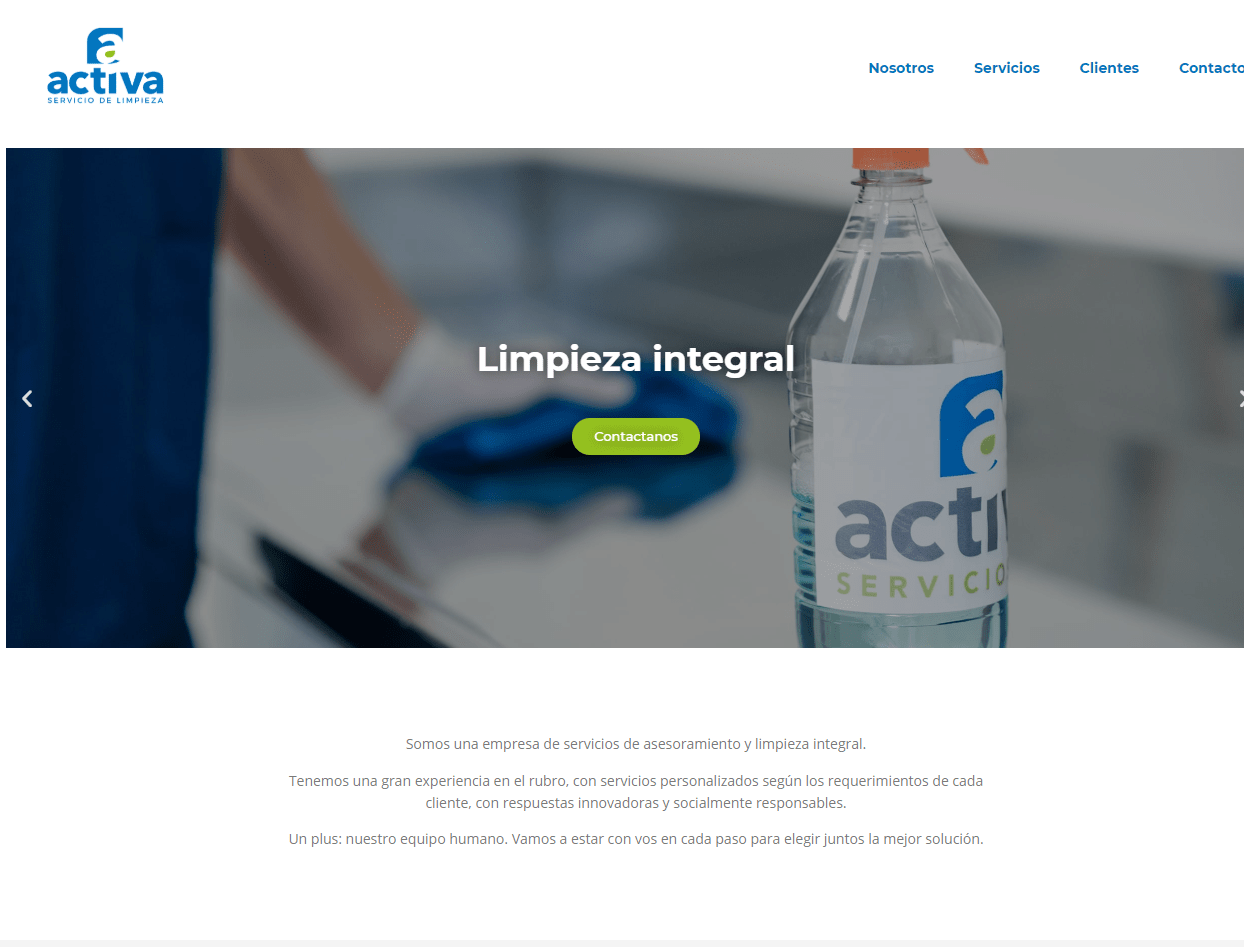 activa
SERVICIO DE LIMPIEZA
Nosotros Servicios Clientes Contacto
Limpieza integral
Contactanos
activ
SERVICIO
Somos una empresa de servicios de asesoramiento y limpieza integral.
Tenemos una gran experiencia en el rubro, con servicios personalizados según los requerimientos de cada
cliente, con respuestas innovadoras y socialmente responsables.
Un plus: nuestro equipo humano. Vamos a estar con vos en cada paso para elegir juntos la mejor solución.